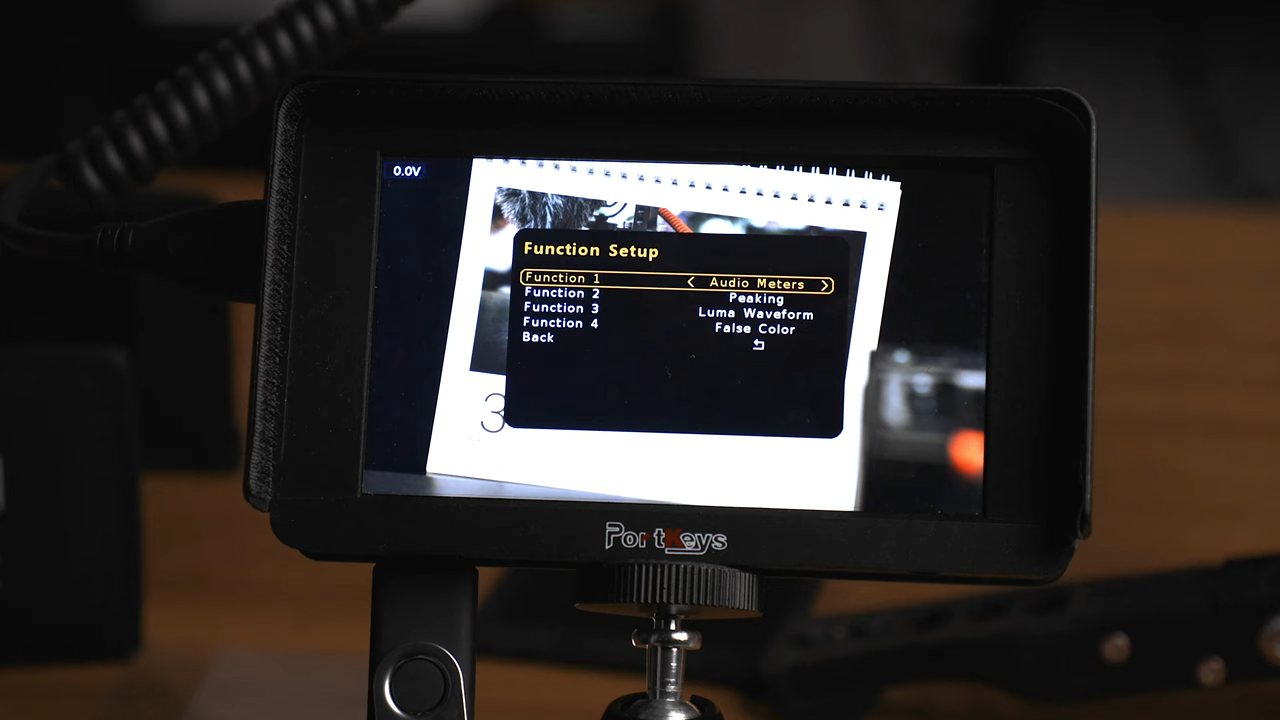 0.0V
Function Setup
Function 1 < Audio Meters >
Function 2 Peaking
Function 3 Luma Waveform
Function 4 False Color
Back
3
PortKeys